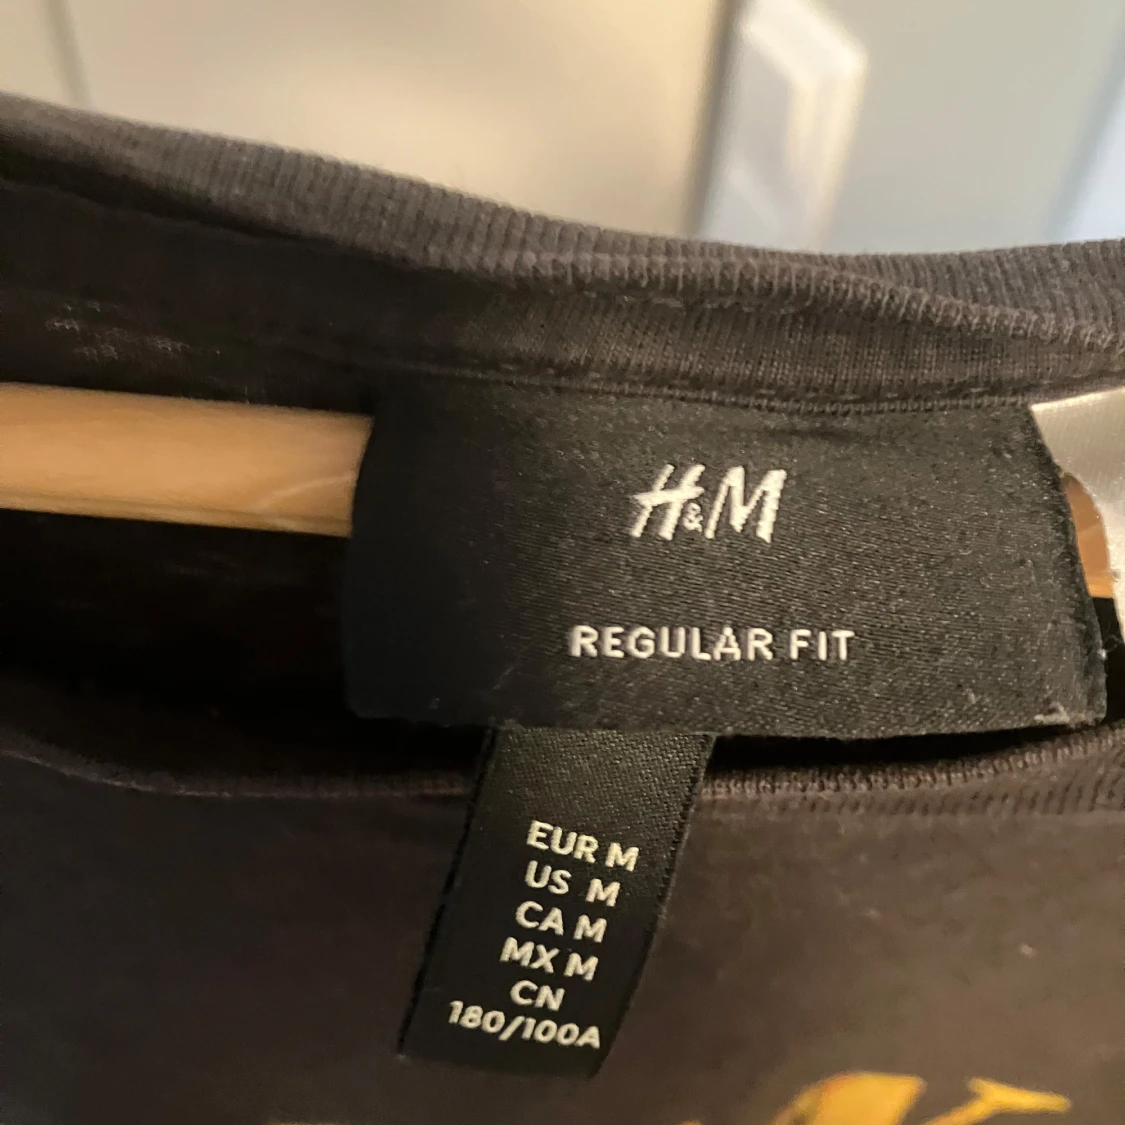 H&M
REGULAR FIT
EUR M
US M
CA M
MX M
CN
180/100A